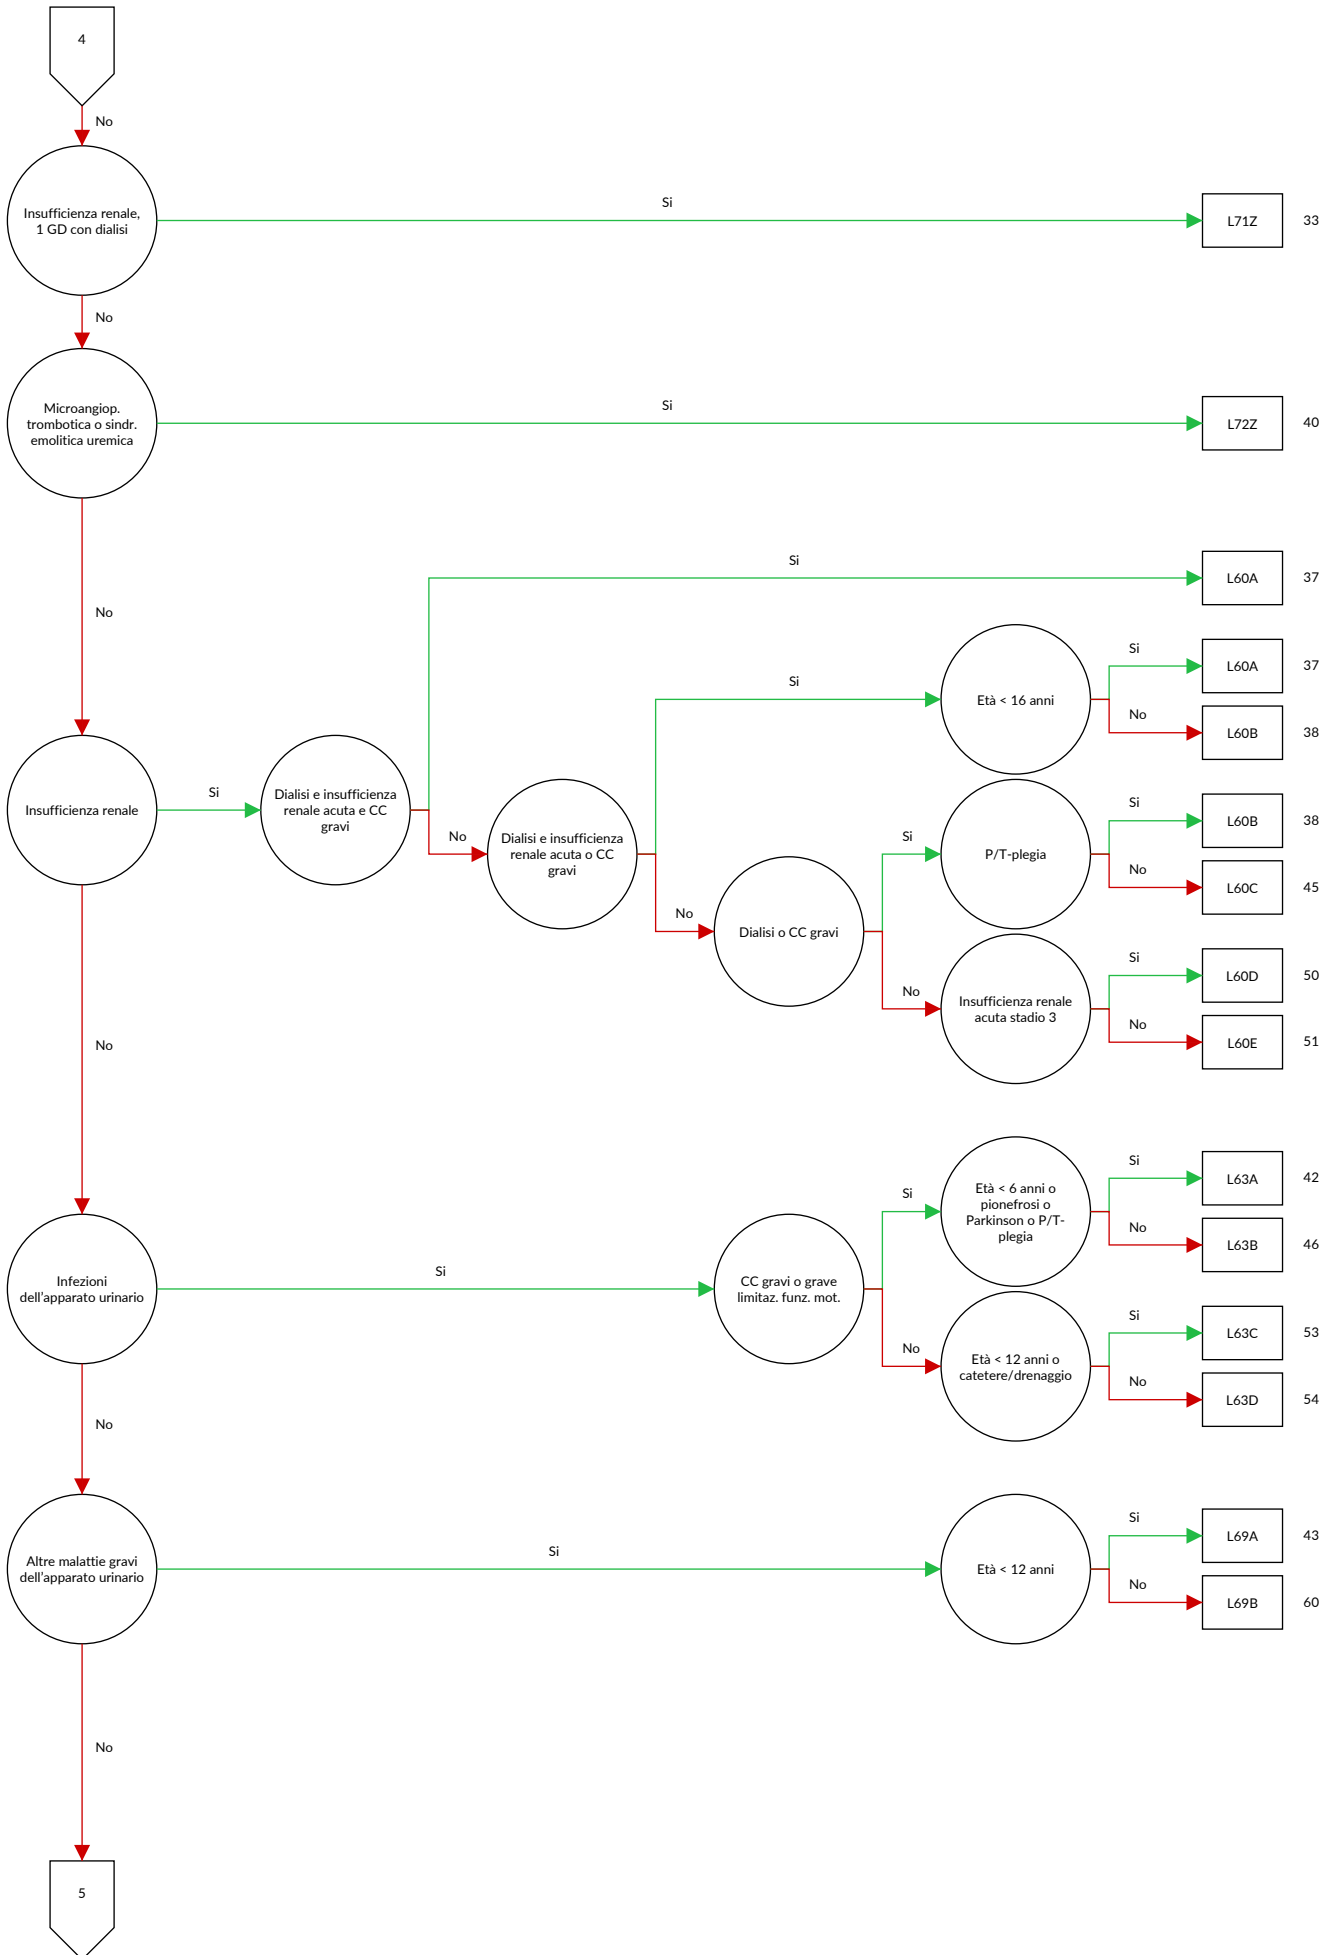 4
No
Insufficienza renale,
1 GD con dialisi
Si
L71Z
33
No
Microangiop.
trombotica o sindr.
emolitica uremica
Si
L72Z
40
No
Insufficienza renale
Si
Dialisi e insufficienza
renale acuta e CC
gravi
Si
L60A
37
No
Dialisi e insufficienza
renale acuta o CC
gravi
Si
Età < 16 anni
Si
L60A
37
No
L60B
38
No
Dialisi o CC gravi
Si
P/T-plegia
Si
L60B
38
No
L60C
45
No
Insufficienza renale
acuta stadio 3
Si
L60D
50
No
L60E
51
No
Infezioni
dell'apparato urinario
Si
CC gravi o grave
limitaz. funz. mot.
Si
Età < 6 anni o
pionefrosi o
Parkinson o P/T-
plegia
Si
L63A
42
No
L63B
46
No
Età < 12 anni o
catetere/drenaggio
Si
L63C
53
No
L63D
54
No
Altre malattie gravi
dell'apparato urinario
Si
Età < 12 anni
Si
L69A
43
No
L69B
60
No
5